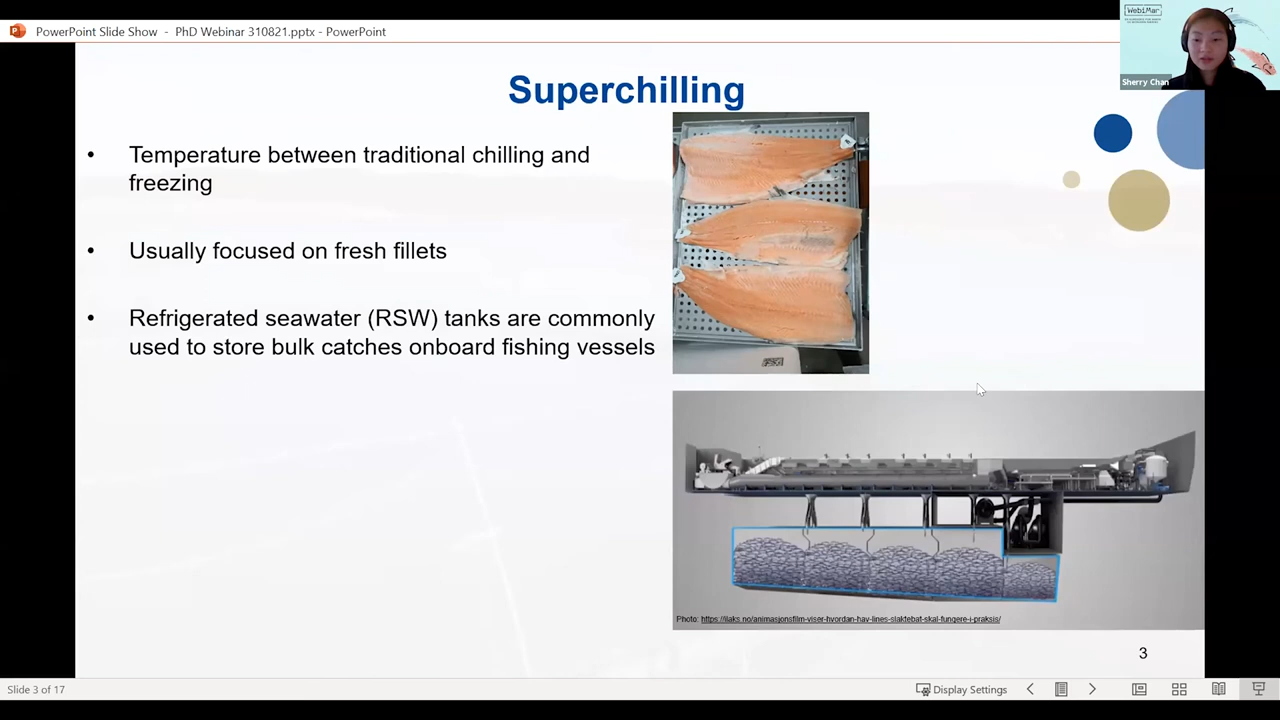 PowerPoint Slide Show - PhD Webinar 310821.pptx - PowerPoint
WebiMar
Sherry Chan
Superchilling
• Temperature between traditional chilling and
freezing
• Usually focused on fresh fillets
• Refrigerated seawater (RSW) tanks are commonly
used to store bulk catches onboard fishing vessels
Photo: https://ilaks.no/animasjonsfilm-viser-hvordan-hav-lines-slaktebat-skal-fungere-i-praksis/
3
Slide 3 of 17
Display Settings